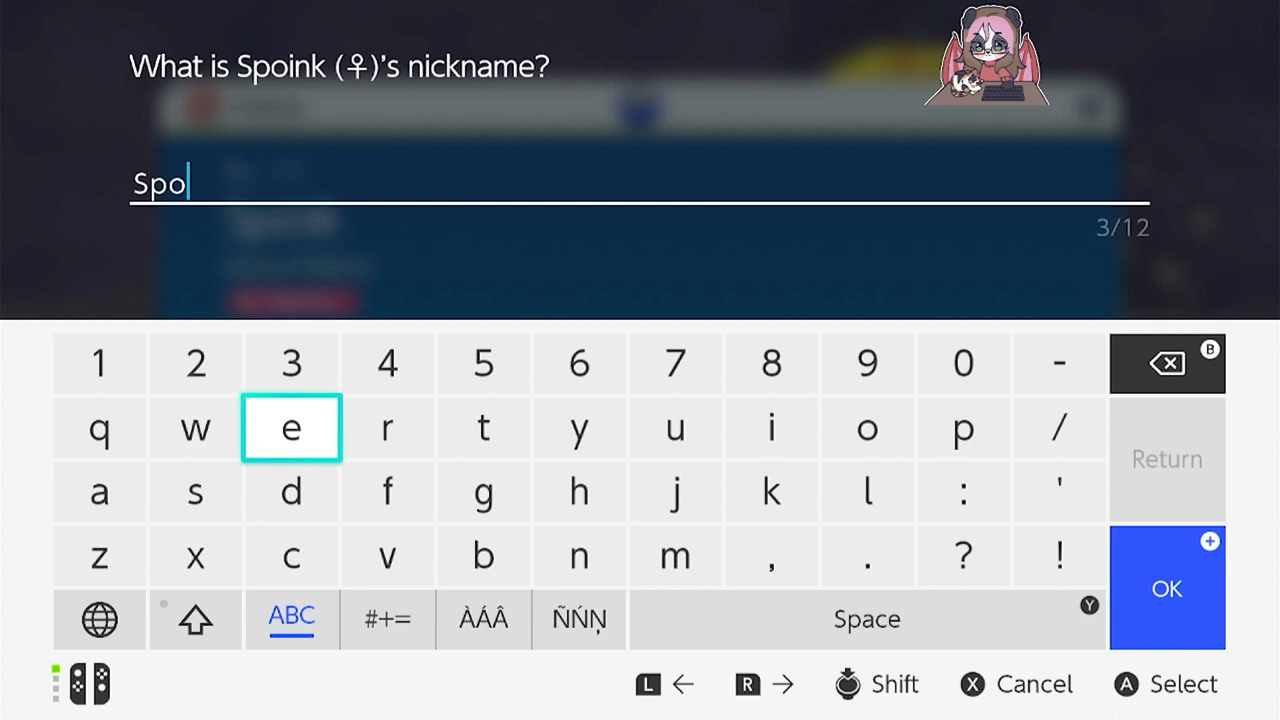 What is Spoink (♀)'s nickname?
Spo
3/12
1 2 3 4 5 6 7 8 9 0 - B
q w e r t y u i o p / Return
a s d f g h j k l : '
z x c v b n m , . ? ! + OK
ABC #+= ÀÁÂ ÑŃŅ Space Y
L ← R → Shift X Cancel A Select